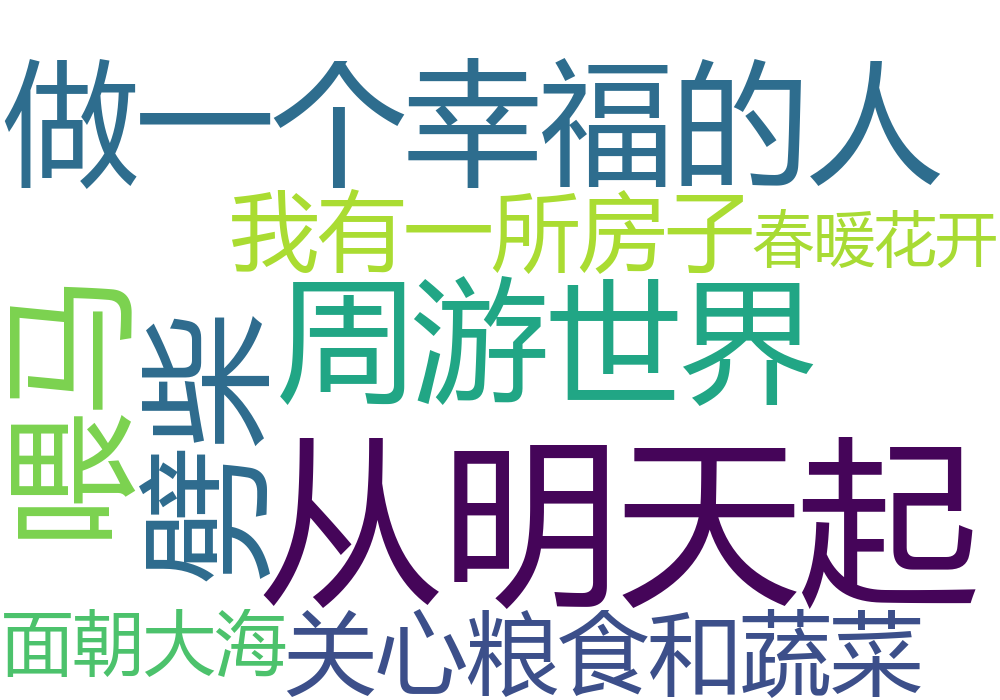 做一个幸福的人
我有一所房子
春暖花开
喂马
劈柴
周游世界
从明天起
面朝大海
关心粮食和蔬菜